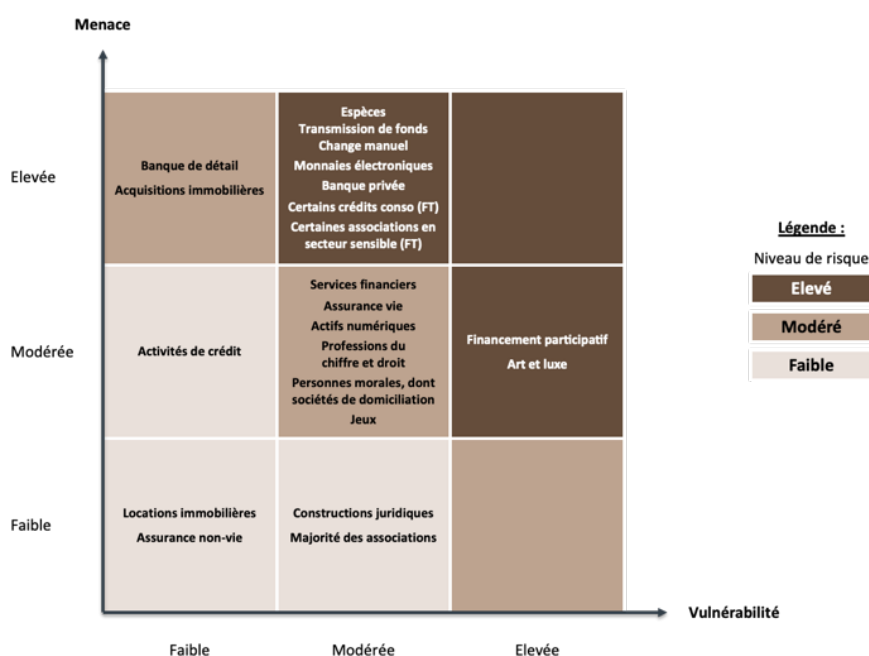 Menace
Elevée
Banque de détail
Acquisitions immobilières
Espèces
Transmission de fonds
Change manuel
Monnaies électroniques
Banque privée
Certains crédits conso (FT)
Certaines associations en
secteur sensible (FT)
Modérée
Activités de crédit
Services financiers
Assurance vie
Actifs numériques
Professions du
chiffre et droit
Personnes morales, dont
sociétés de domiciliation
Jeux
Financement participatif
Art et luxe
Faible
Locations immobilières
Assurance non-vie
Constructions juridiques
Majorité des associations
Vulnérabilité
Faible
Modérée
Elevée
Légende :
Niveau de risque
Elevé
Modéré
Faible